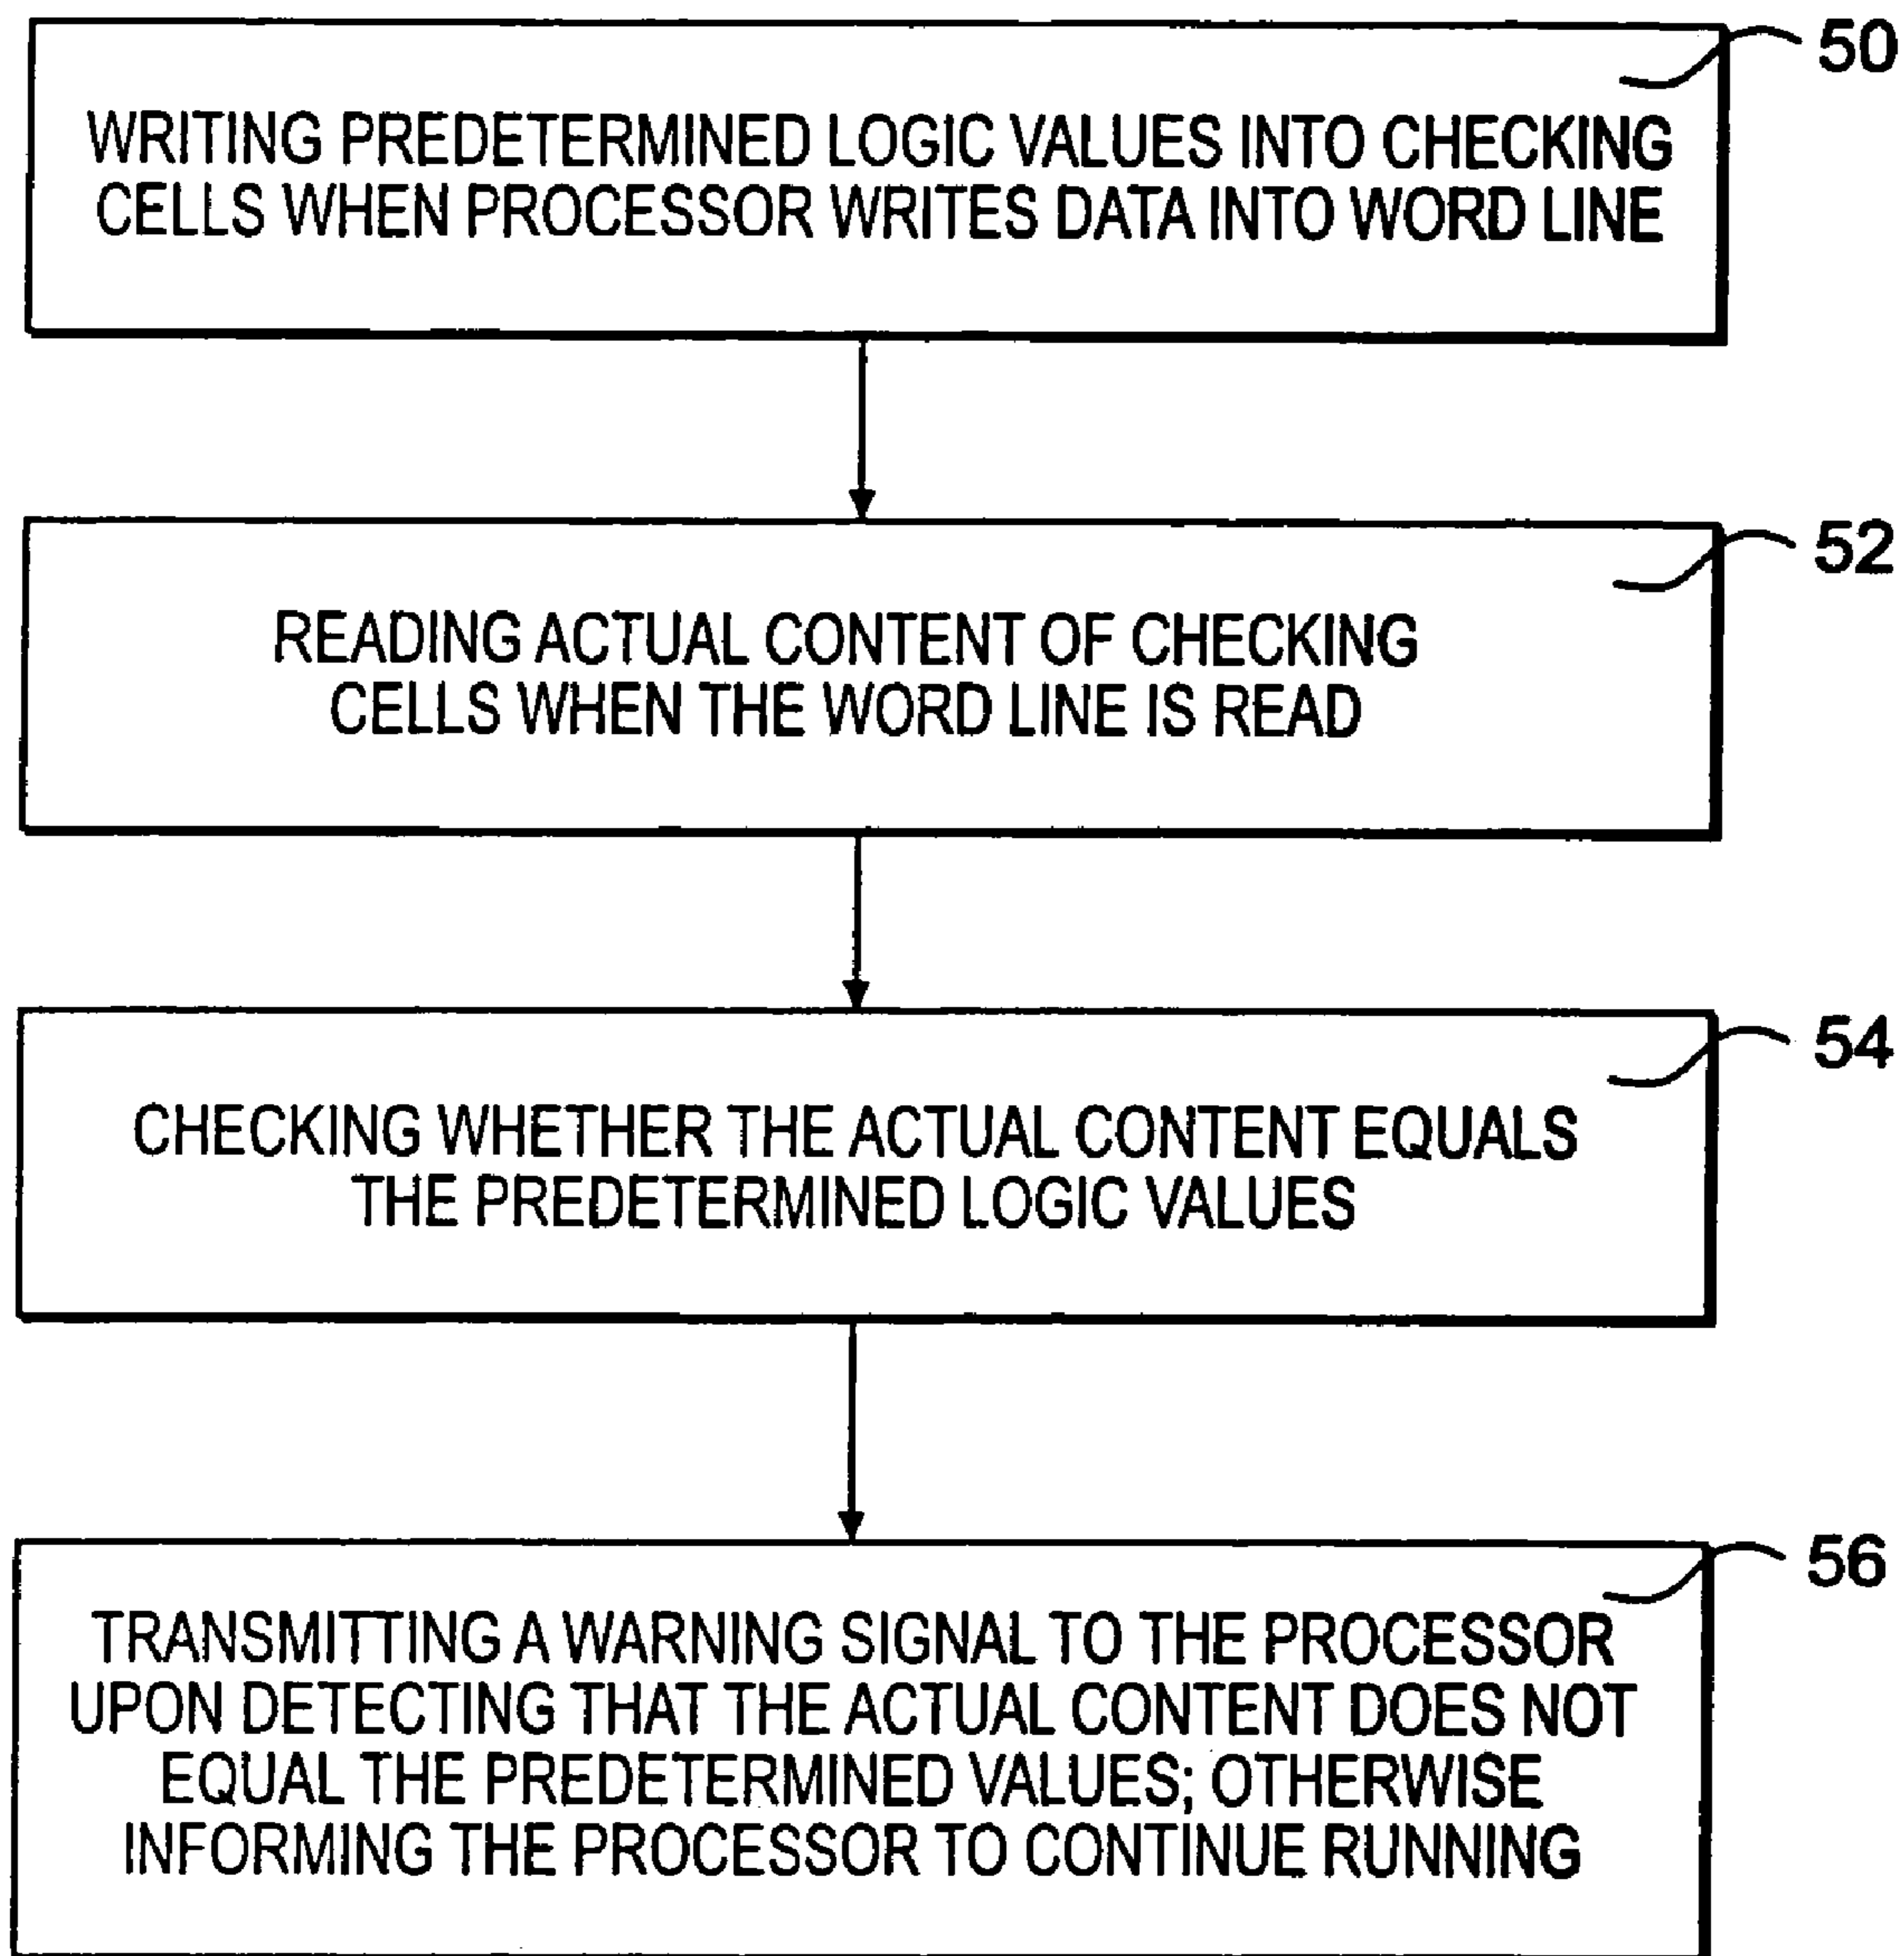 50
WRITING PREDETERMINED LOGIC VALUES INTO CHECKING
CELLS WHEN PROCESSOR WRITES DATA INTO WORD LINE
52
READING ACTUAL CONTENT OF CHECKING
CELLS WHEN THE WORD LINE IS READ
54
CHECKING WHETHER THE ACTUAL CONTENT EQUALS
THE PREDETERMINED LOGIC VALUES
56
TRANSMITTING A WARNING SIGNAL TO THE PROCESSOR
UPON DETECTING THAT THE ACTUAL CONTENT DOES NOT
EQUAL THE PREDETERMINED VALUES; OTHERWISE
INFORMING THE PROCESSOR TO CONTINUE RUNNING